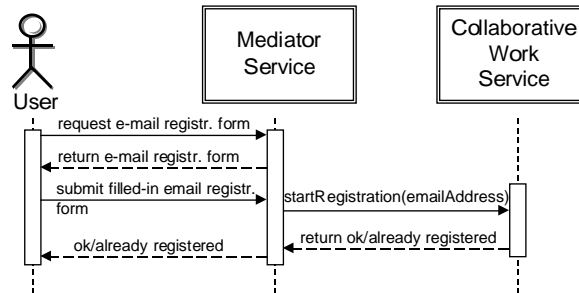 User
Mediator
Service
Collaborative
Work
Service
request e-mail registr. form
return e-mail registr. form
submit filled-in email registr.
form
startRegistration(emailAddress)
return ok/already registered
ok/already registered